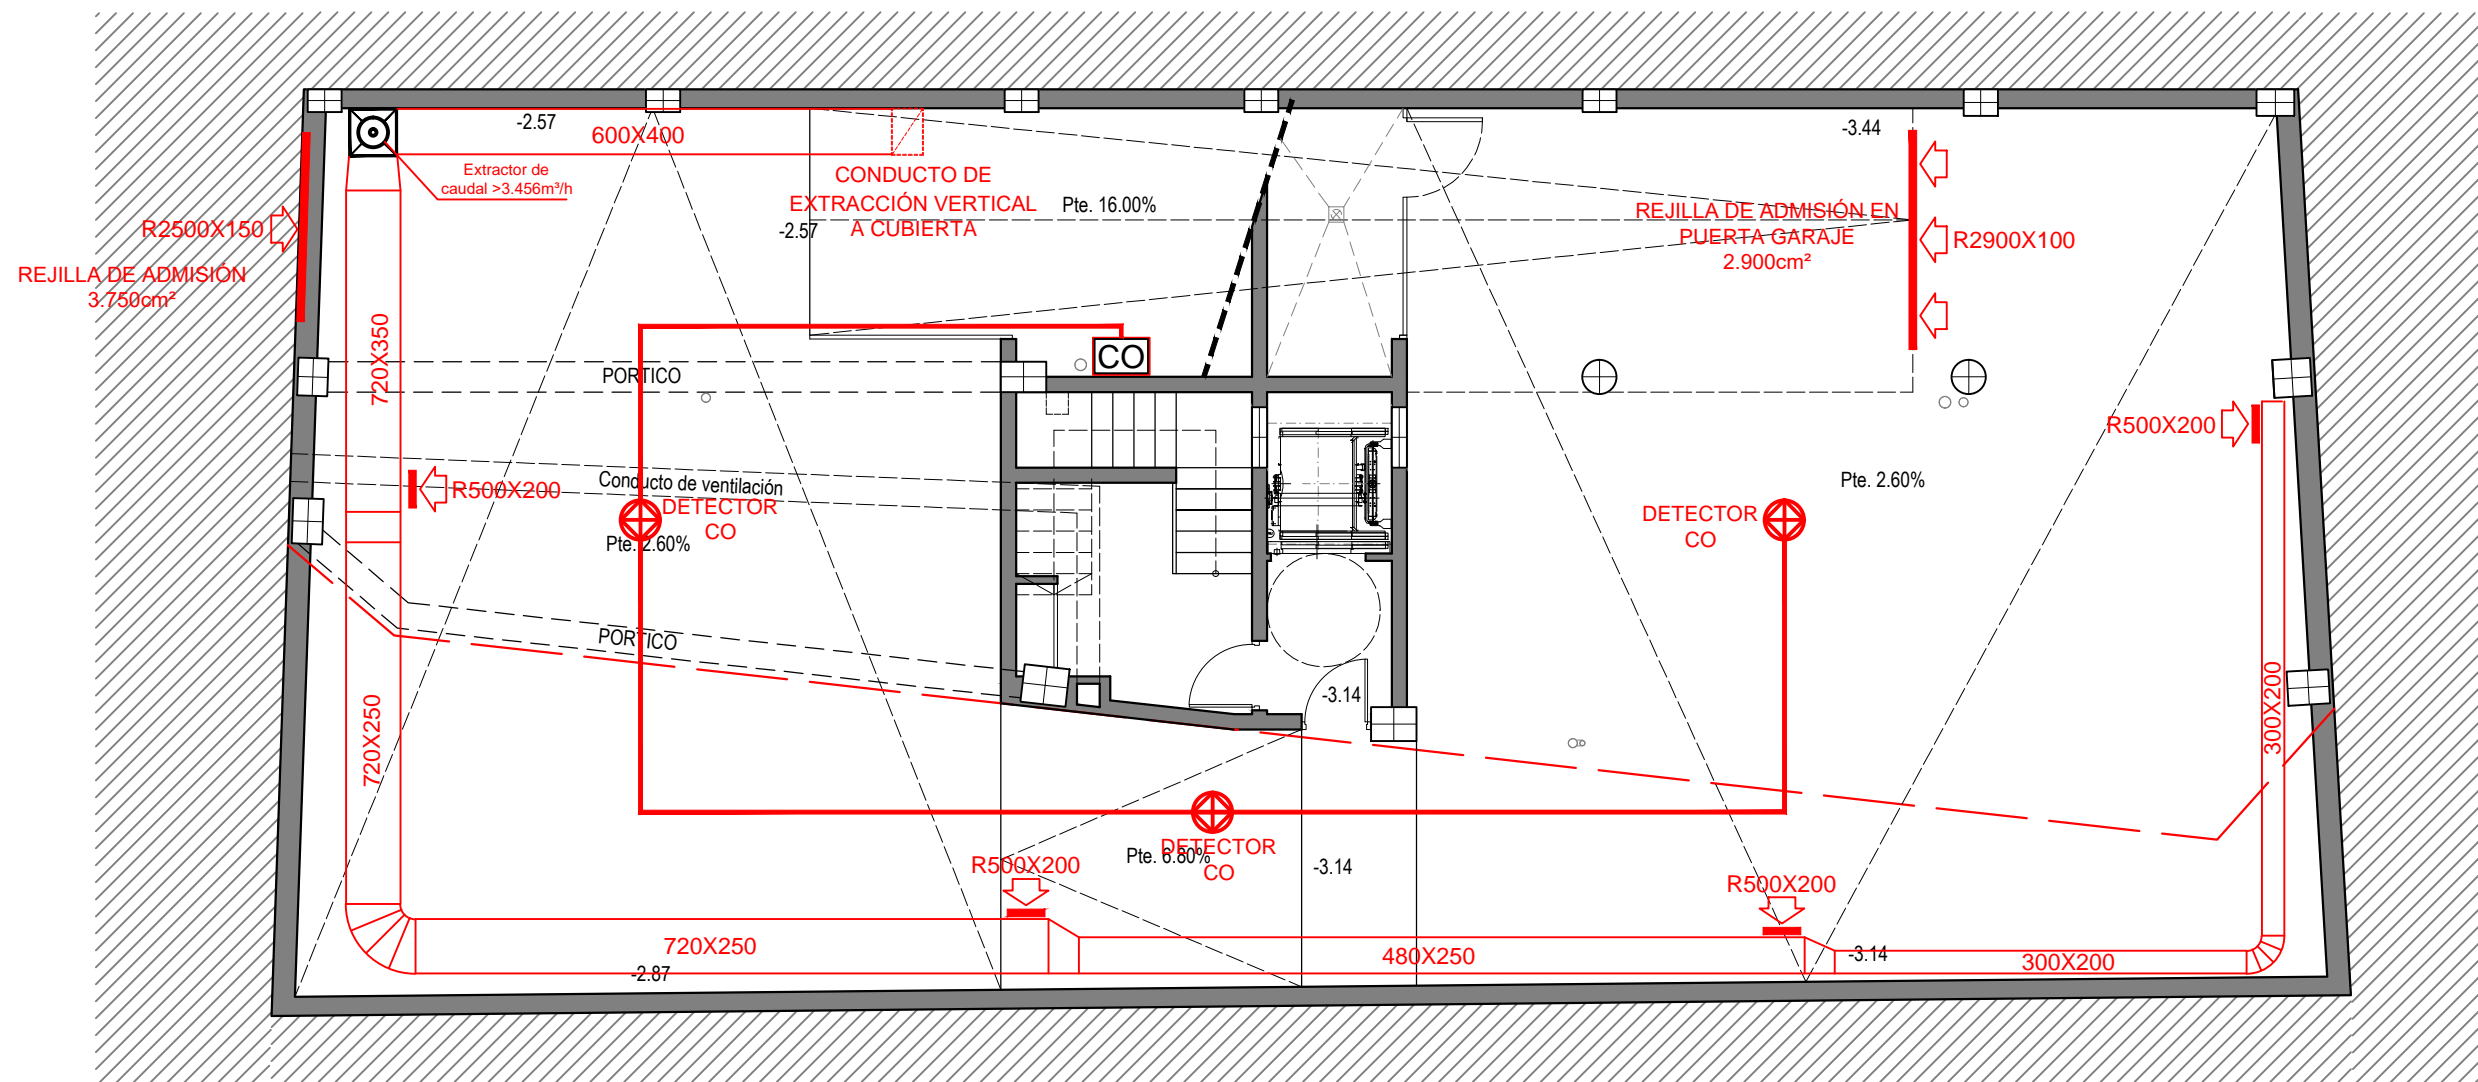 -2.57
600X400
-3.44
Extractor de
caudal >3.456m³/h
CONDUCTO DE
EXTRACCIÓN VERTICAL
A CUBIERTA
Pte. 16.00%
-2.57
REJILLA DE ADMISIÓN EN
PUERTA GARAJE
2.900cm²
R2900X100
R2500X150
REJILLA DE ADMISIÓN
3.750cm²
720X350
CO
PORTICO
R500X200
R500X200
Conducto de ventilación
Pte. 2.60%
DETECTOR
CO
Pte. 2.60%
DETECTOR
CO
PORTICO
-3.14
720X250
300X200
DETECTOR
CO
Pte. 6.80%
-3.14
R500X200
R500X200
720X250
-2.87
480X250
-3.14
300X200